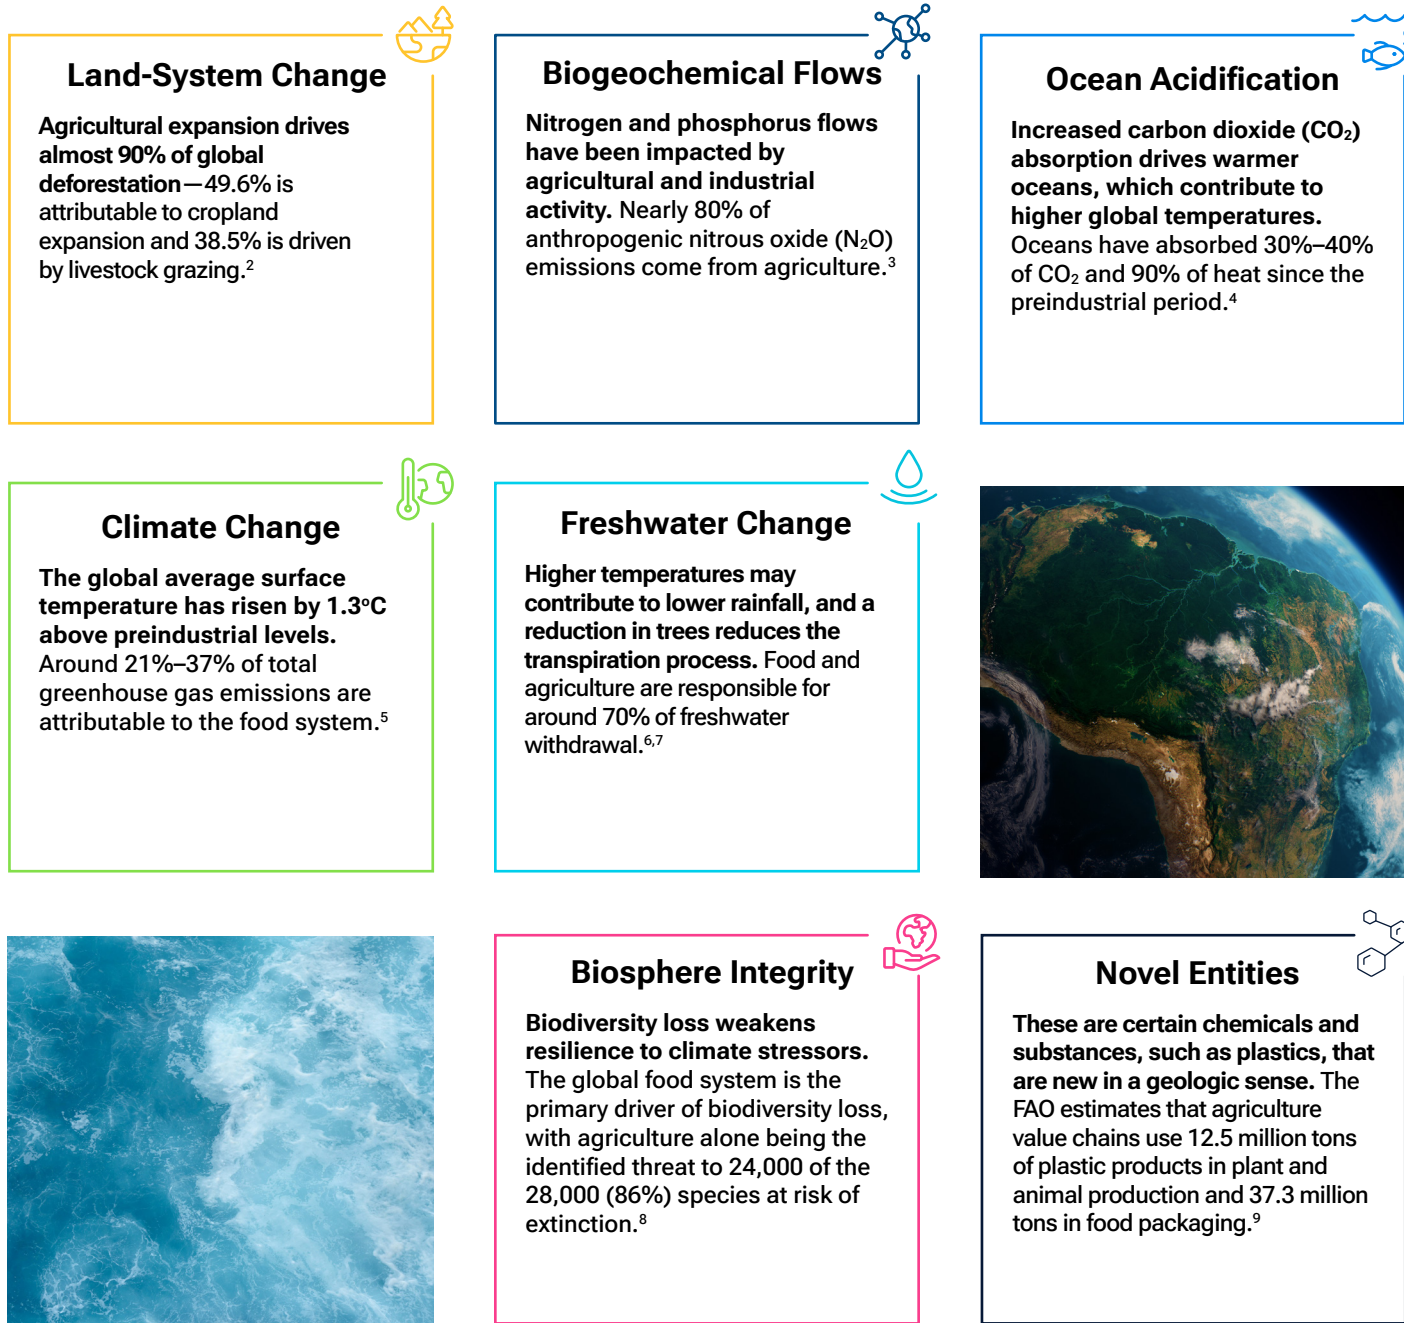 Land-System Change
Agricultural expansion drives
almost 90% of global
deforestation—49.6% is
attributable to cropland
expansion and 38.5% is driven
by livestock grazing.²
Biogeochemical Flows
Nitrogen and phosphorus flows
have been impacted by
agricultural and industrial
activity. Nearly 80% of
anthropogenic nitrous oxide (N₂O)
emissions come from agriculture.³
Ocean Acidification
Increased carbon dioxide (CO₂)
absorption drives warmer
oceans, which contribute to
higher global temperatures.
Oceans have absorbed 30%–40%
of CO₂ and 90% of heat since the
preindustrial period.⁴
Climate Change
The global average surface
temperature has risen by 1.3ºC
above preindustrial levels.
Around 21%–37% of total
greenhouse gas emissions are
attributable to the food system.⁵
Freshwater Change
Higher temperatures may
contribute to lower rainfall, and a
reduction in trees reduces the
transpiration process. Food and
agriculture are responsible for
around 70% of freshwater
withdrawal.⁶,⁷
Biosphere Integrity
Biodiversity loss weakens
resilience to climate stressors.
The global food system is the
primary driver of biodiversity loss,
with agriculture alone being the
identified threat to 24,000 of the
28,000 (86%) species at risk of
extinction.⁸
Novel Entities
These are certain chemicals and
substances, such as plastics, that
are new in a geologic sense. The
FAO estimates that agriculture
value chains use 12.5 million tons
of plastic products in plant and
animal production and 37.3 million
tons in food packaging.⁹